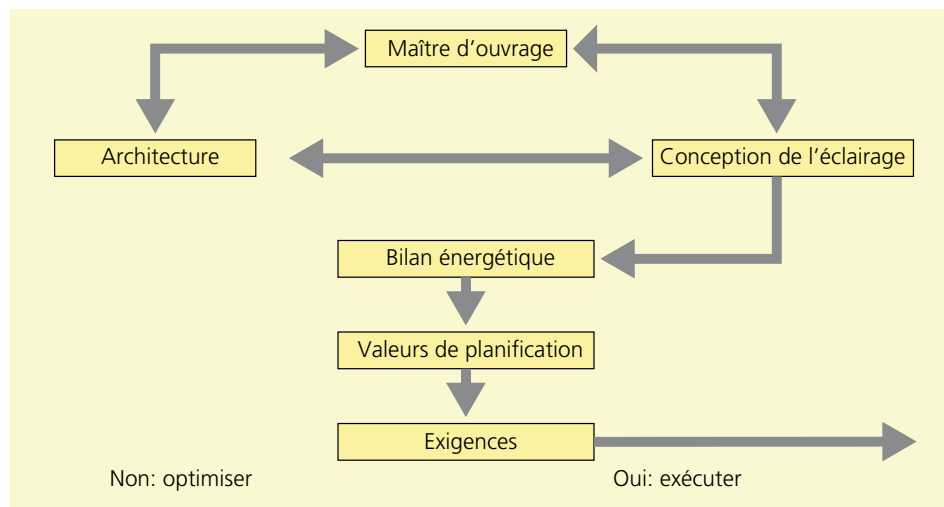 Maître d'ouvrage
Architecture
Conception de l'éclairage
Bilan énergétique
Valeurs de planification
Exigences
Non: optimiser
Oui: exécuter